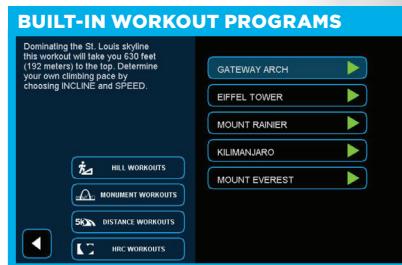 BUILT-IN WORKOUT PROGRAMS
Dominating the St. Louis skyline
this workout will take you 630 feet
(192 meters) to the top. Determine
your own climbing pace by
choosing INCLINE and SPEED.
GATEWAY ARCH
EIFFEL TOWER
MOUNT RAINIER
KILIMANJARO
MOUNT EVEREST
HILL WORKOUTS
MONUMENT WORKOUTS
5K DISTANCE WORKOUTS
HRC WORKOUTS